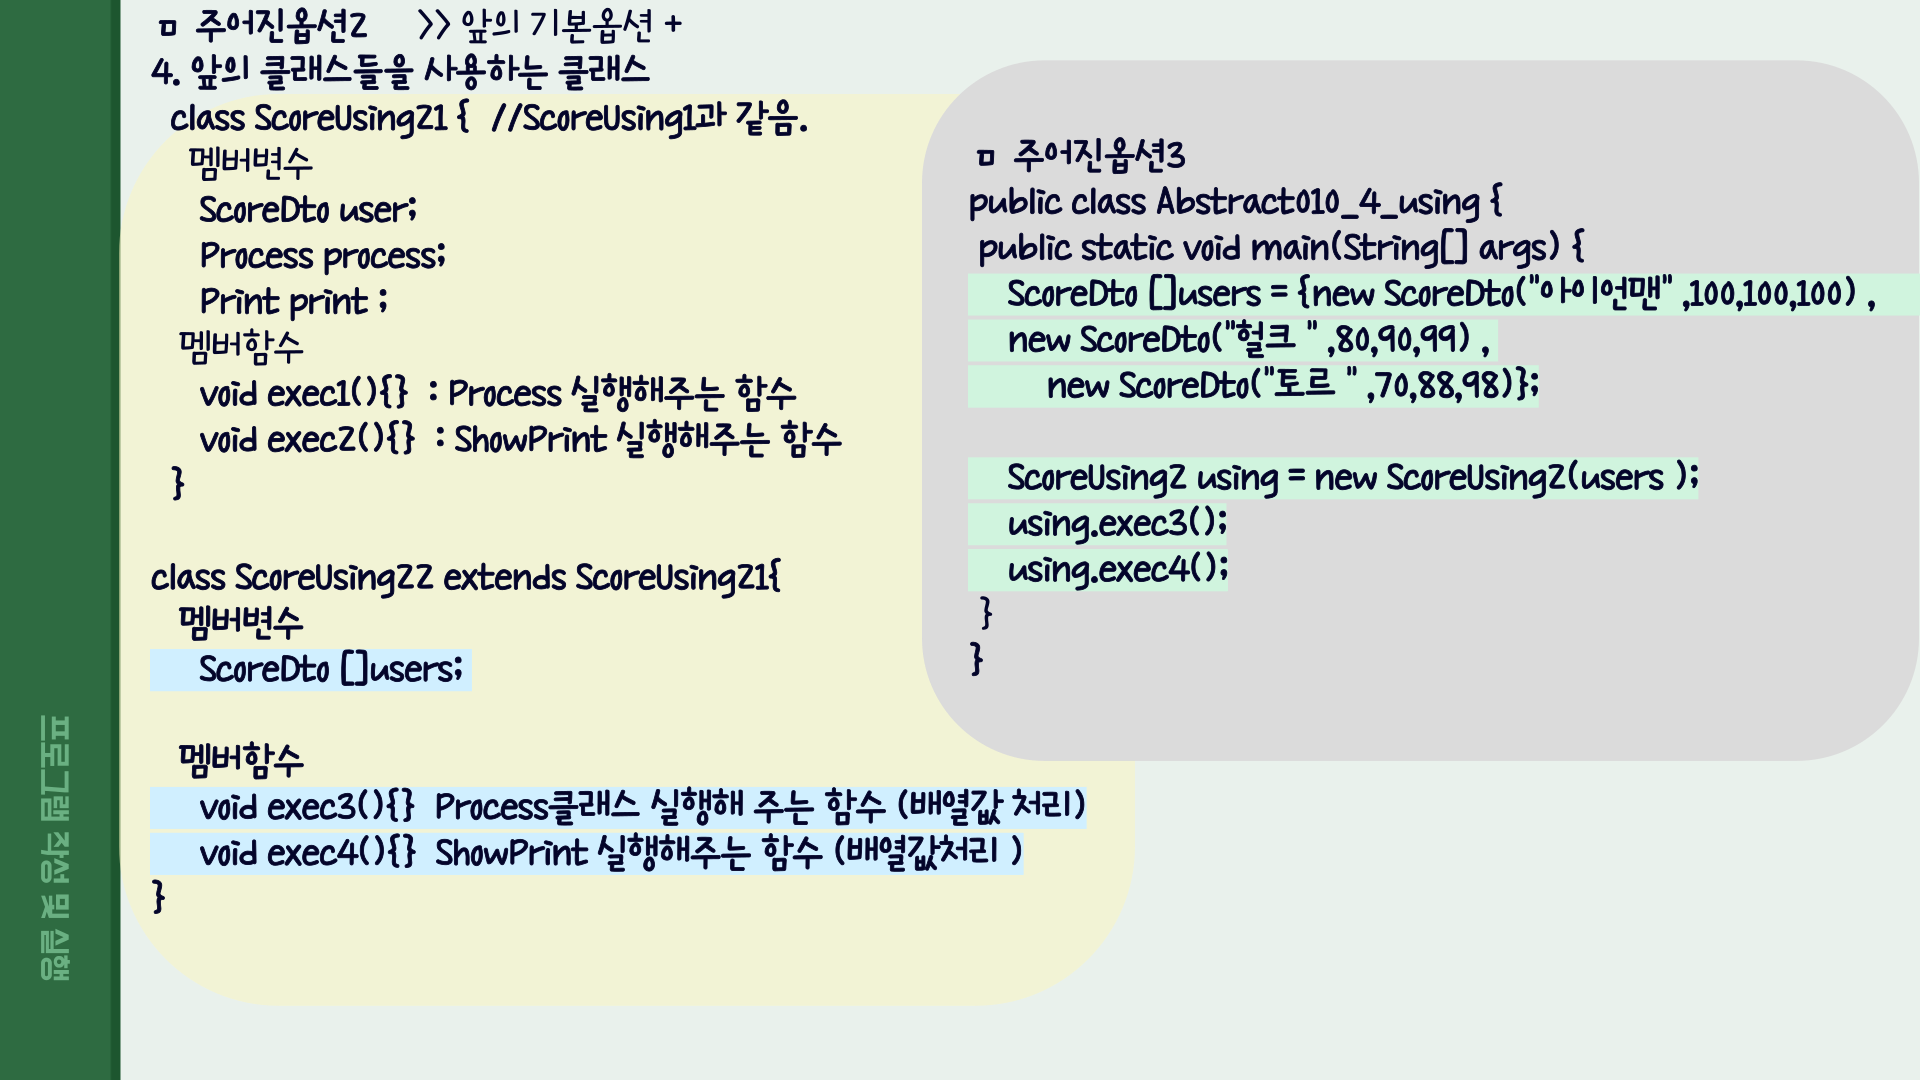 ㅁ 주어진옵션2 >> 앞의 기본옵션 +
4. 앞의 클래스들을 사용하는 클래스
class ScoreUsing21 { //ScoreUsing1과 같음.
멤버변수
ScoreDto user;
Process process;
Print print ;
멤버함수
void exec1(){} : Process 실행해주는 함수
void exec2(){} : ShowPrint 실행해주는 함수
}
class ScoreUsing22 extends ScoreUsing21{
멤버변수
ScoreDto []users;
멤버함수
void exec3(){} Process클래스 실행해 주는 함수 (배열값 처리)
void exec4(){} ShowPrint 실행해주는 함수 (배열값처리 )
}
ㅁ 주어진옵션3
public class Abstract010_4_using {
public static void main(String[] args) {
ScoreDto []users = {new ScoreDto("아이언맨" ,100,100,100) ,
new ScoreDto("헐크 " ,80,90,99) ,
new ScoreDto("토르 " ,70,88,98)};
ScoreUsing2 using = new ScoreUsing2(users );
using.exec3();
using.exec4();
}
}
프로그램 작성 및 실행